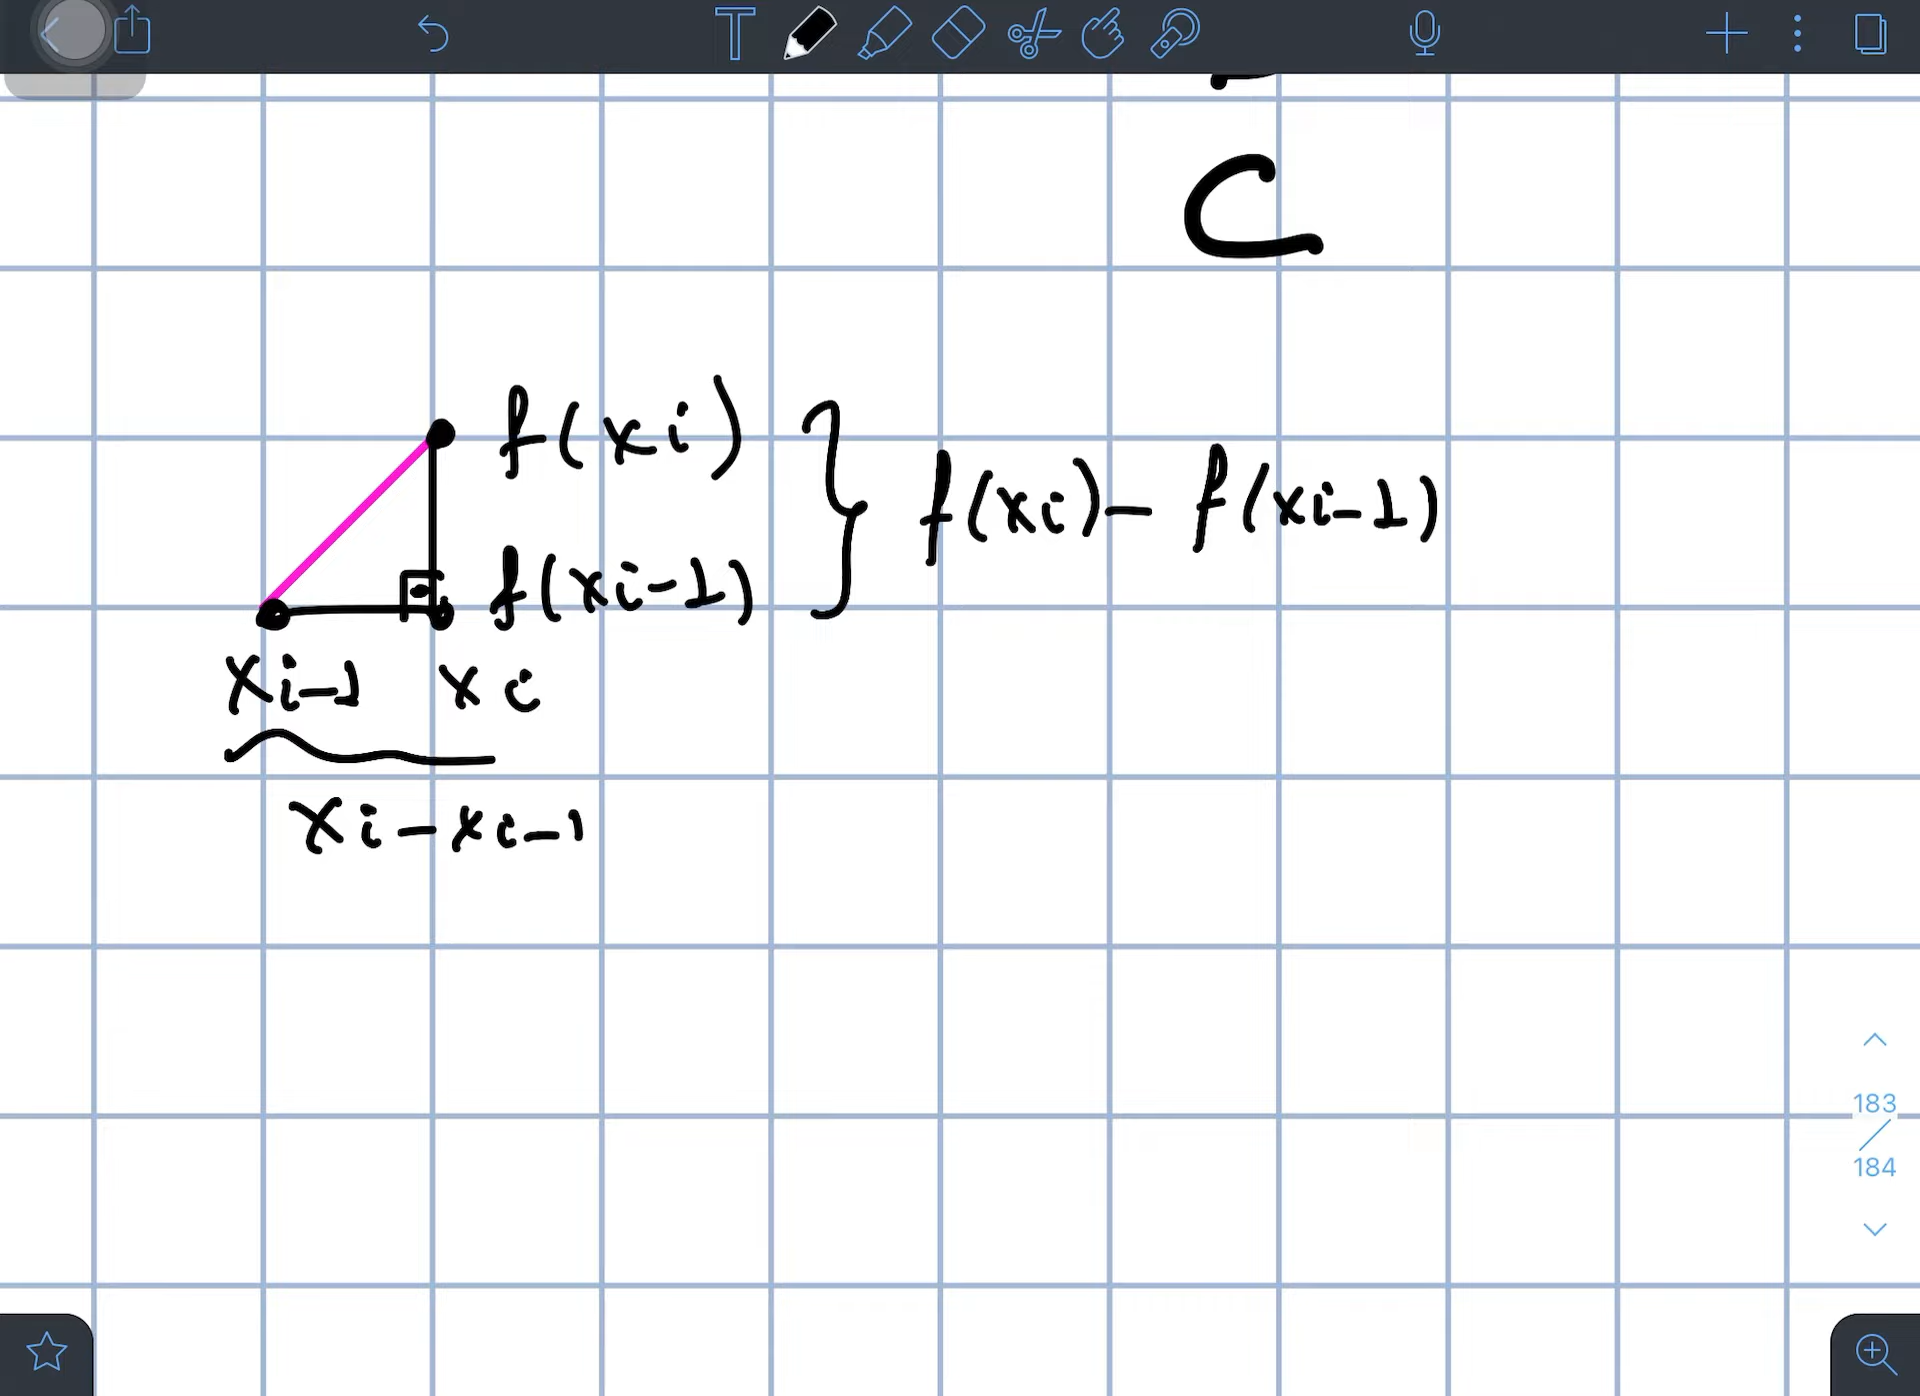 T
C
f(xi)
f(xi)- f(xi-1)
f(xi-1)
xi-1 xi
xi-xi-1
183
184